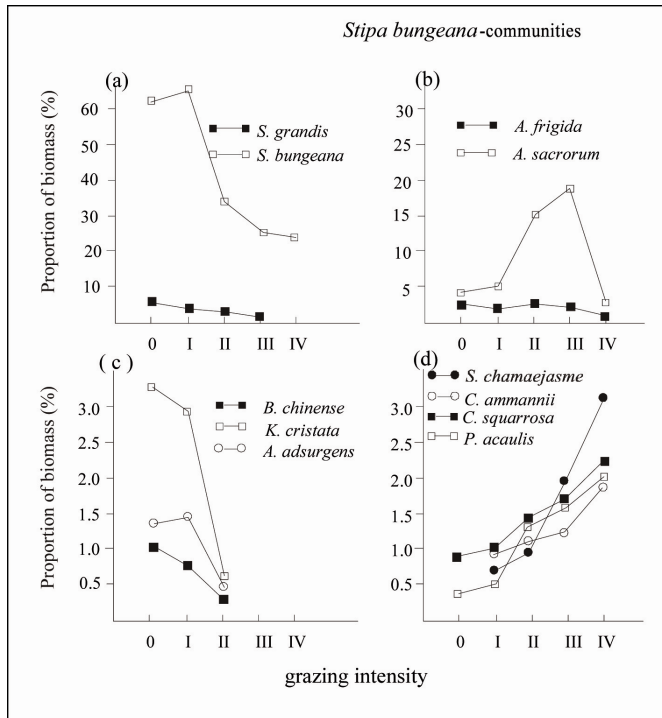 Stipa bungeana-communities
(a)
Proportion of biomass (%)
60
50
40
30
20
10
S. grandis
S. bungeana
0 I II III IV
(b)
30
25
20
15
10
5
A. frigida
A. sacrorum
0 I II III IV
( c )
Proportion of biomass (%)
3.0
2.5
2.0
1.5
1.0
0.5
B. chinense
K. cristata
A. adsurgens
0 I II III IV
(d)
3.0
2.5
2.0
1.5
1.0
0.5
S. chamaejasme
C. ammannii
C. squarrosa
P. acaulis
0 I II III IV
grazing intensity